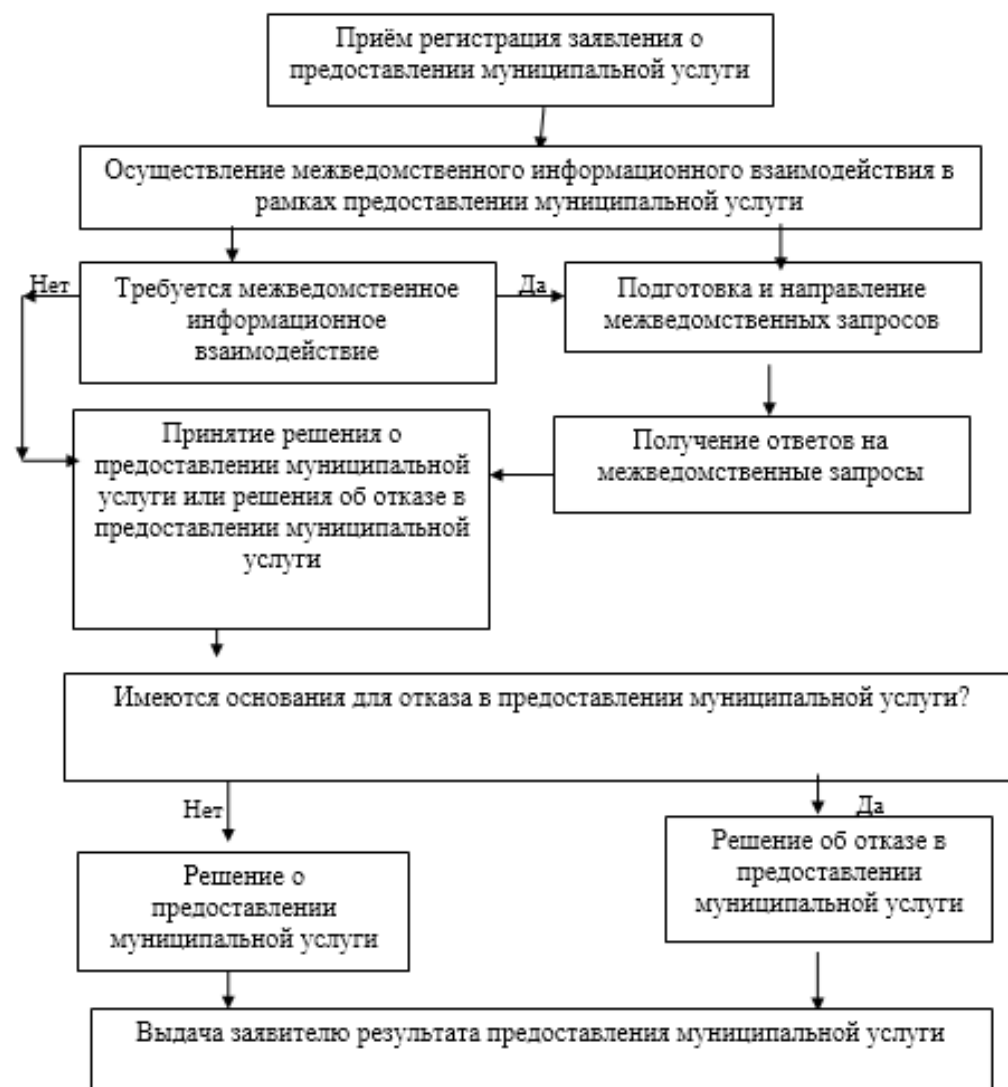 Приём регистрация заявления о
предоставлении муниципальной услуги
Осуществление межведомственного информационного взаимодействия в
рамках предоставлении муниципальной услуги
Нет
Требуется межведомственное
информационное
взаимодействие
Да
Подготовка и направление
межведомственных запросов
Принятие решения о
предоставлении муниципальной
услуги или решения об отказе в
предоставлении муниципальной
услуги
Получение ответов на
межведомственные запросы
Имеются основания для отказа в предоставлении муниципальной услуги?
Нет
Да
Решение о
предоставлении
муниципальной услуги
Решение об отказе в
предоставлении
муниципальной услуги
Выдача заявителю результата предоставления муниципальной услуги